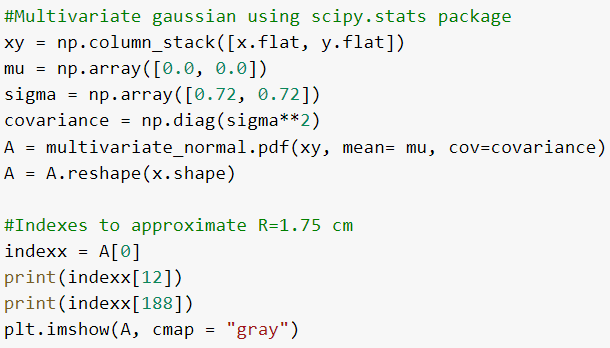 #Multivariate gaussian using scipy.stats package
xy = np.column_stack([x.flat, y.flat])
mu = np.array([0.0, 0.0])
sigma = np.array([0.72, 0.72])
covariance = np.diag(sigma**2)
A = multivariate_normal.pdf(xy, mean= mu, cov=covariance)
A = A.reshape(x.shape)
#Indexes to approximate R=1.75 cm
indexx = A[0]
print(indexx[12])
print(indexx[188])
plt.imshow(A, cmap = "gray")